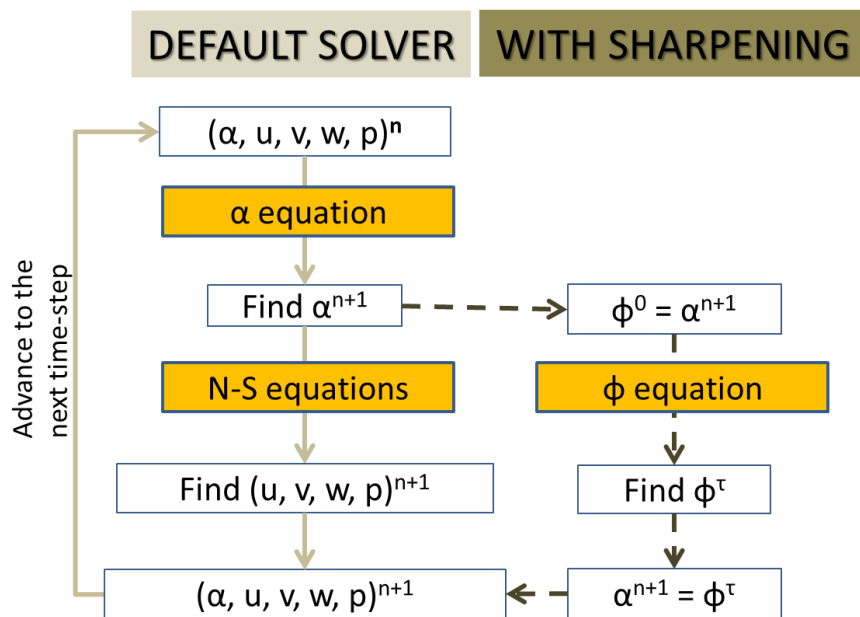 DEFAULT SOLVER
WITH SHARPENING
(α, u, v, w, p)ⁿ
α equation
Find αⁿ⁺¹
ϕ⁰ = αⁿ⁺¹
N-S equations
ϕ equation
Advance to the
next time-step
Find (u, v, w, p)ⁿ⁺¹
Find ϕᵗ
(α, u, v, w, p)ⁿ⁺¹
αⁿ⁺¹ = ϕᵗ